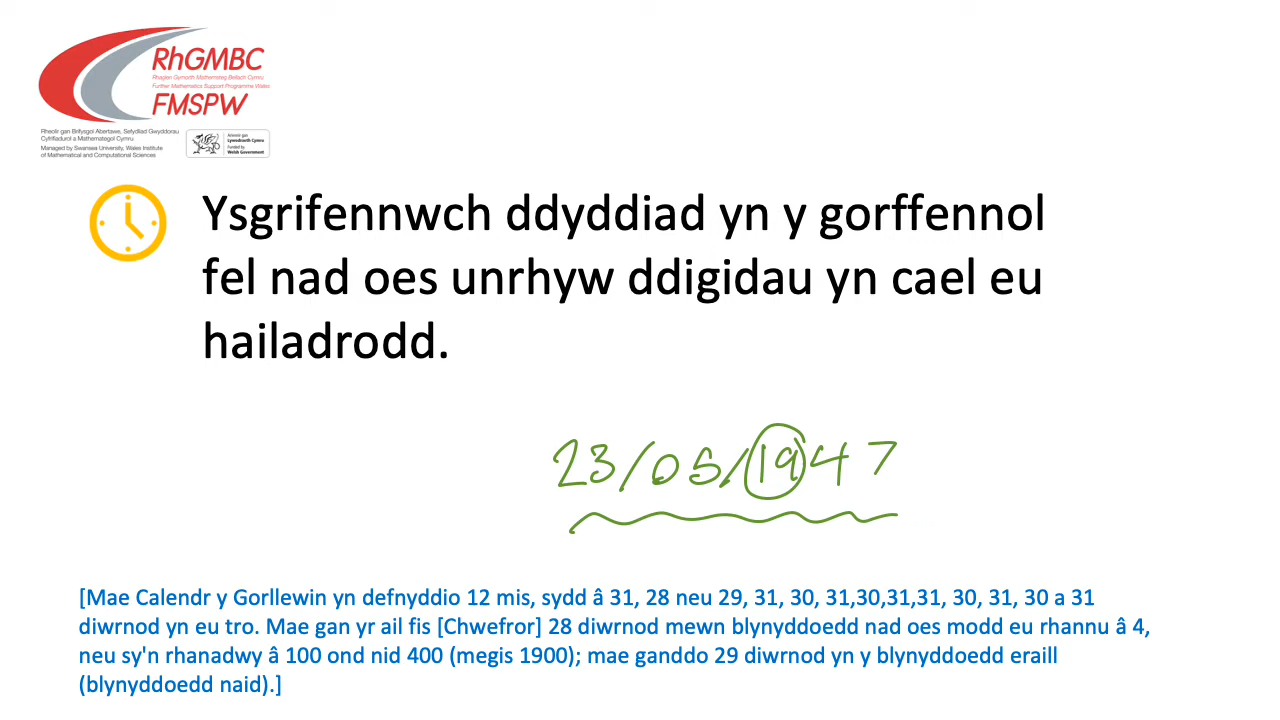 RhGMBC
Rhaglen Gymorth Mathemateg Bellach Cymru
Further Mathematics Support Programme Wales
FMSPW
Rheolir gan Brifysgol Abertawe, Sefydliad Gwyddorau
Cyfrifiadurol a Mathemategol Cymru
Managed by Swansea University, Wales Institute
of Mathematical and Computational Sciences
Ariennir gan
Lywodraeth Cymru
Funded by
Welsh Government
Ysgrifennwch ddyddiad yn y gorffennol
fel nad oes unrhyw ddigidau yn cael eu
hailadrodd.
23/05/1947
[Mae Calendr y Gorllewin yn defnyddio 12 mis, sydd â 31, 28 neu 29, 31, 30, 31,30,31,31, 30, 31, 30 a 31
diwrnod yn eu tro. Mae gan yr ail fis [Chwefror] 28 diwrnod mewn blynyddoedd nad oes modd eu rhannu â 4,
neu sy'n rhanadwy â 100 ond nid 400 (megis 1900); mae ganddo 29 diwrnod yn y blynyddoedd eraill
(blynyddoedd naid).]